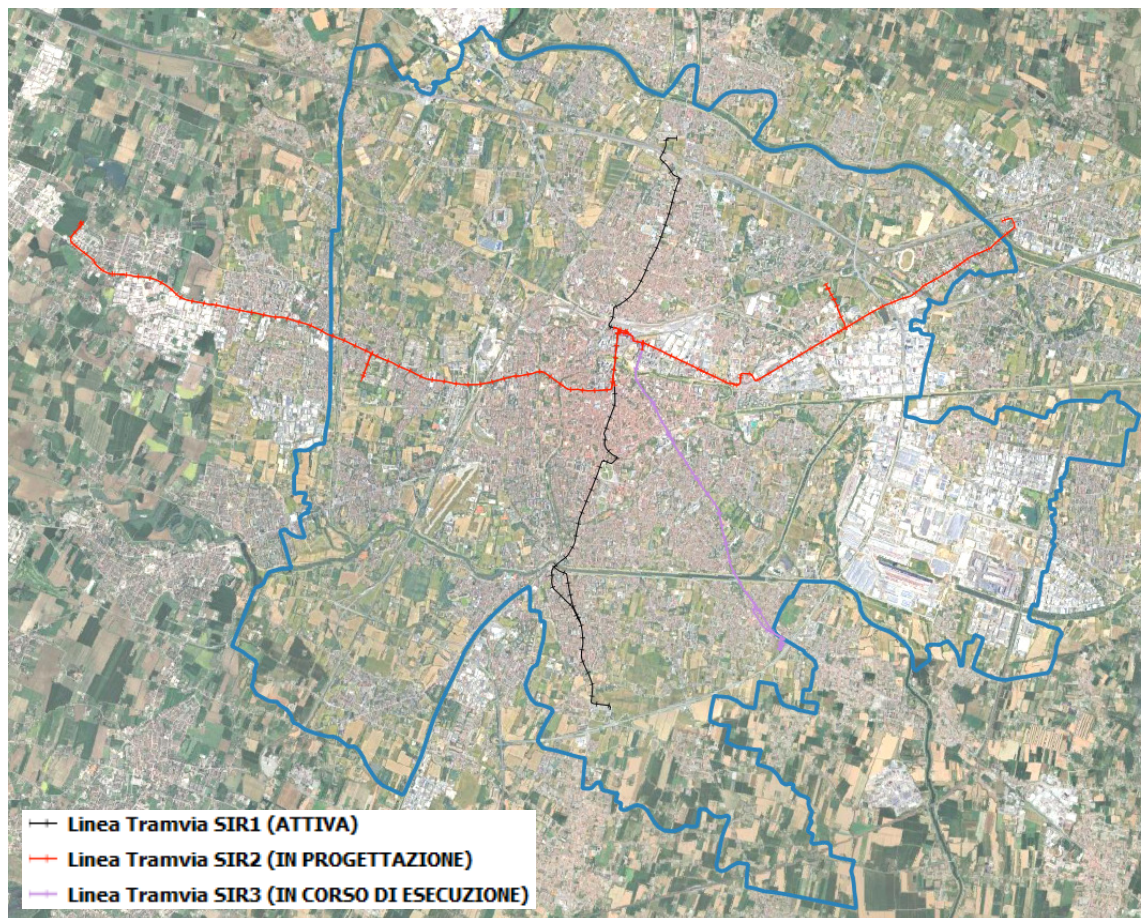 Linea Tramvia SIR1 (ATTIVA)
Linea Tramvia SIR2 (IN PROGETTAZIONE)
Linea Tramvia SIR3 (IN CORSO DI ESECUZIONE)